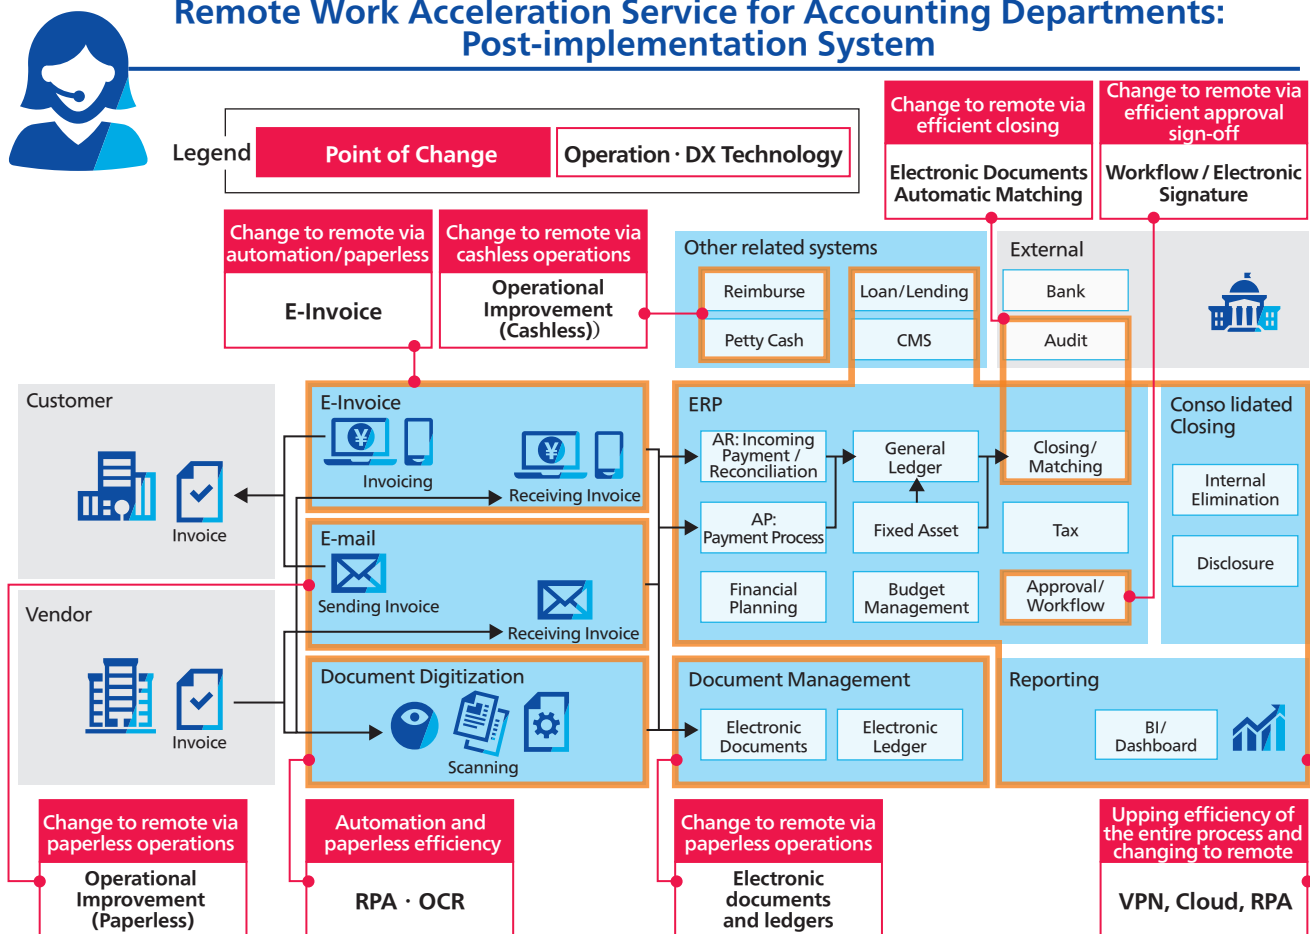 Remote Work Acceleration Service for Accounting Departments:
Post-implementation System
Legend
Point of Change
Operation · DX Technology
Change to remote via
efficient closing
Electronic Documents
Automatic Matching
Change to remote via
efficient approval
sign-off
Workflow / Electronic
Signature
Change to remote via
automation/paperless
E-Invoice
Change to remote via
cashless operations
Operational
Improvement
(Cashless)）
Other related systems
Reimburse
Petty Cash
Loan/Lending
CMS
External
Bank
Audit
Customer
Invoice
Vendor
Invoice
E-Invoice
¥
Invoicing
¥
Receiving Invoice
E-mail
Sending Invoice
Receiving Invoice
Document Digitization
Scanning
ERP
AR: Incoming
Payment /
Reconciliation
General
Ledger
Closing/
Matching
AP:
Payment Process
Fixed Asset
Tax
Financial
Planning
Budget
Management
Approval/
Workflow
Conso lidated
Closing
Internal
Elimination
Disclosure
Document Management
Electronic
Documents
Electronic
Ledger
Reporting
BI/
Dashboard
Change to remote via
paperless operations
Operational
Improvement
(Paperless)
Automation and
paperless efficiency
RPA · OCR
Change to remote via
paperless operations
Electronic
documents
and ledgers
Upping efficiency of
the entire process and
changing to remote
VPN, Cloud, RPA